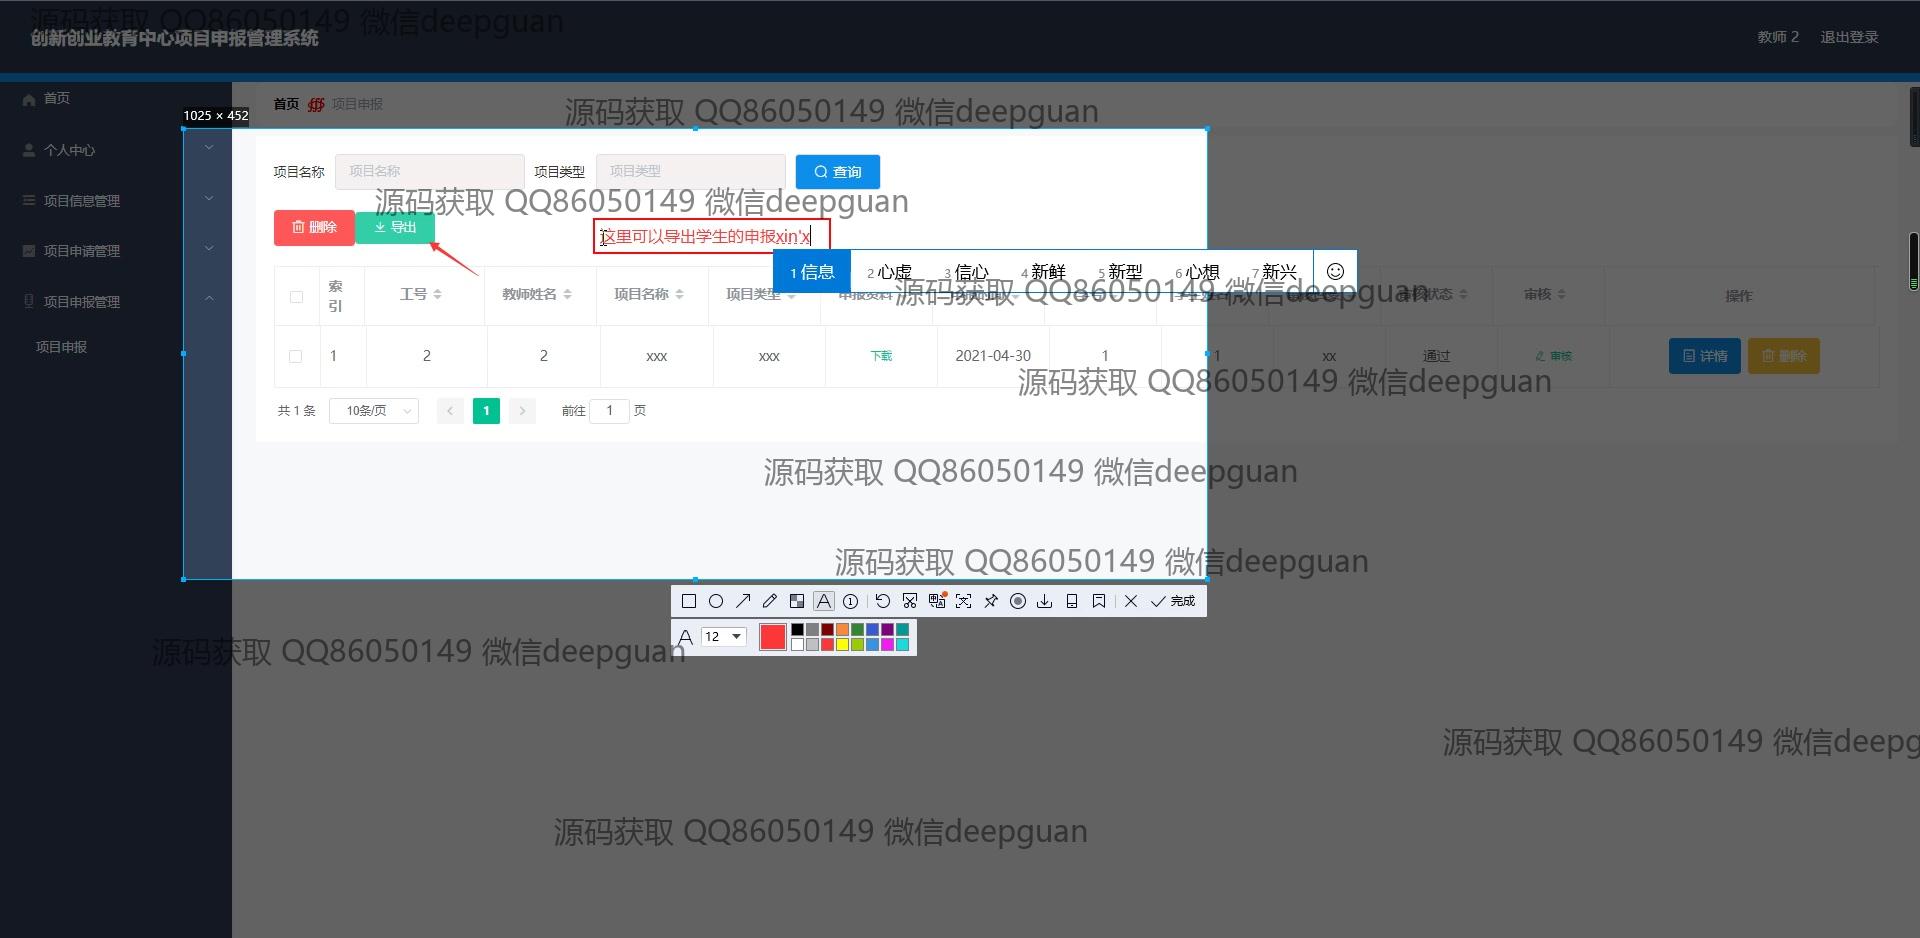 源码获取 QQ86050149 微信deepguan
创新创业教育中心项目申报管理系统
教师 2 退出登录
首页
个人中心
项目信息管理
项目申请管理
项目申报管理
项目申报
首页 项目申报
源码获取 QQ86050149 微信deepguan
1025 × 452
项目名称 项目名称 项目类型 项目类型 查询
源码获取 QQ86050149 微信deepguan
删除 导出
这里可以导出学生的申报xin'x
1 信息 2 心虚 3 信心 4 新鲜 5 新型 6 心想 7 新兴
源码获取 QQ86050149 微信deepguan
索引 工号 教师姓名 项目名称 项目类型 申报资料 审核状态 审核 操作
1 2 2 xxx xxx 下载 2021-04-30 1 1 xx 通过 审核 详情 删除
源码获取 QQ86050149 微信deepguan
共 1 条 10条/页 1 前往 1 页
源码获取 QQ86050149 微信deepguan
源码获取 QQ86050149 微信deepguan
完成
A 12
源码获取 QQ86050149 微信deepguan
源码获取 QQ86050149 微信deepg
源码获取 QQ86050149 微信deepguan